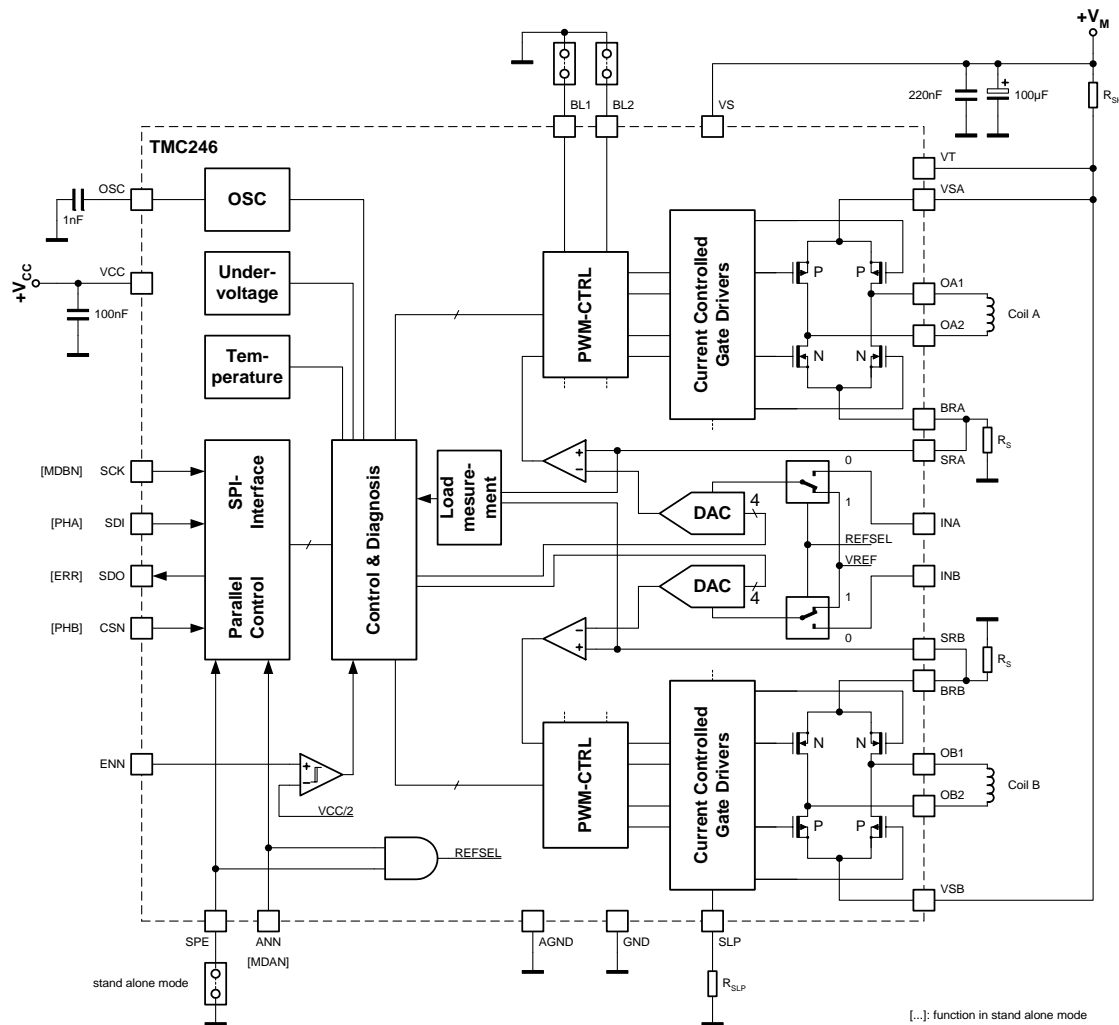 +VM
220nF
100µF
RSH
BL1
BL2
VS
TMC246
VT
OSC
1nF
OSC
VSA
+VCC
VCC
100nF
Under-
voltage
Tem-
perature
PWM-CTRL
Current Controlled
Gate Drivers
P
P
N
N
OA1
OA2
Coil A
BRA
SRA
RS
[MDBN]
SCK
[PHA]
SDI
[ERR]
SDO
[PHB]
CSN
SPI-
Interface
Parallel
Control
Control & Diagnosis
Load
mesure-
ment
+
−
DAC
4
0
1
INA
REFSEL
VREF
INB
DAC
4
1
0
−
+
SRB
RS
BRB
ENN
+
−
VCC/2
PWM-CTRL
Current Controlled
Gate Drivers
N
N
P
P
OB1
OB2
Coil B
REFSEL
VSB
SPE
ANN
[MDAN]
AGND
GND
SLP
stand alone mode
RSLP
[...]: function in stand alone mode